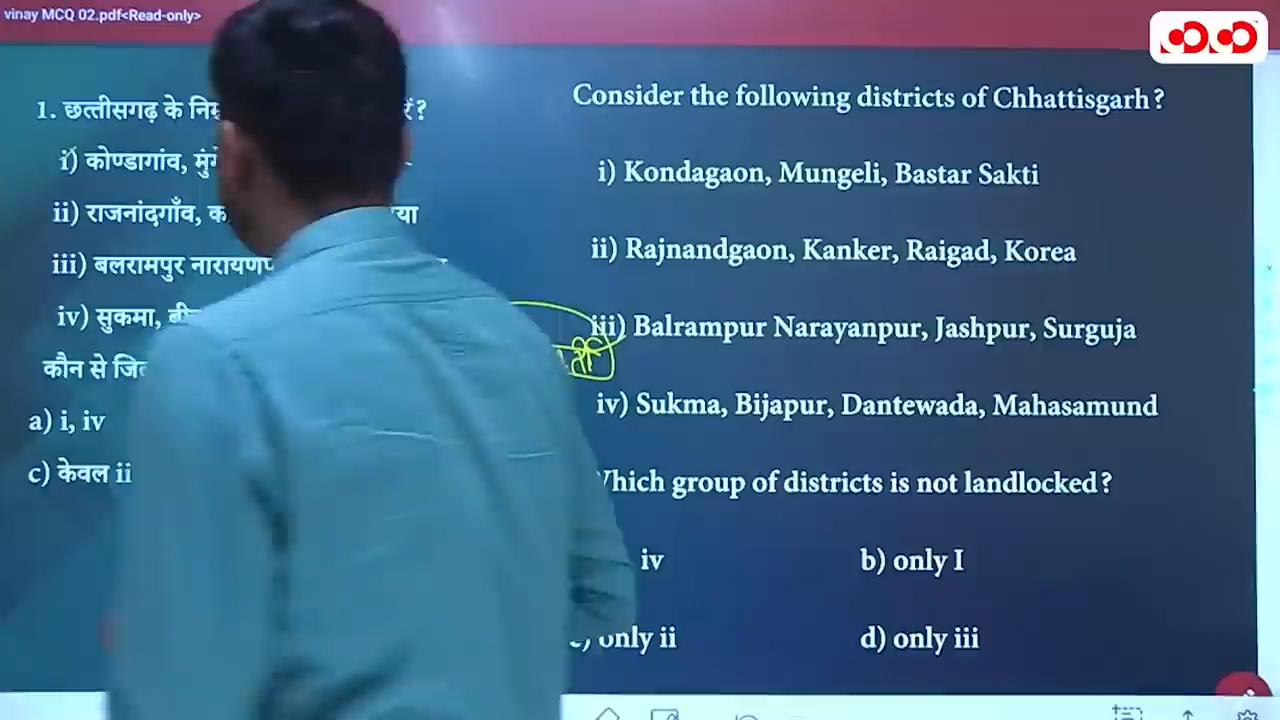 vinay MCQ 02.pdf<Read-only>
1. छत्तीसगढ़ के
i) कोण्डागांव,
ii) राजनांदगाँव,
iii) बलरामपुर
iv) सुकमा,
कौन से
a) i, iv
c) केवल ii
Consider the following districts of Chhattisgarh?
i) Kondagaon, Mungeli, Bastar Sakti
ii) Rajnandgaon, Kanker, Raigad, Korea
iii) Balrampur Narayanpur, Jashpur, Surguja
iv) Sukma, Bijapur, Dantewada, Mahasamund
group of districts is not landlocked?
iv
b) only I
only ii
d) only iii